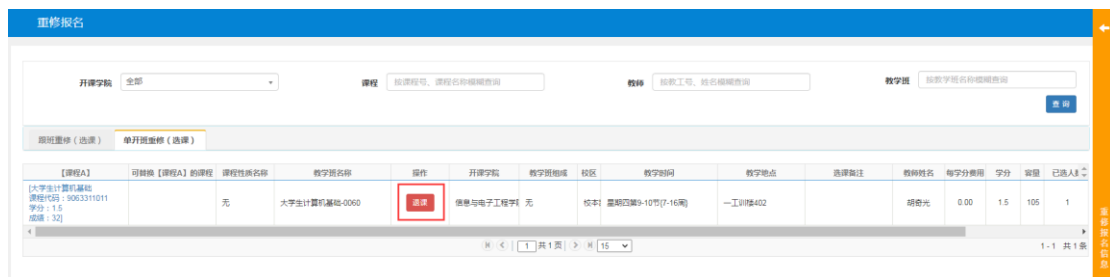 重修报名
开课学院 全部 课程 按课程号、课程名称模糊查询 教师 按教工号、姓名模糊查询 教学班 按教学班名称模糊查询
查 询
跟班重修（选课） 单开班重修（选课）
【课程A】 可替换【课程A】的课程 课程性质名称 教学班名称 操作 开课学院 教学班组成 校区 教学时间 教学地点 选课备注 教师姓名 每学分费用 学分 容量 已选人
[大学生计算机基础
课程代码：9063311011
学分：1.5
成绩：32]
无 大学生计算机基础-0060 退课 信息与电子工程学 无 校本 星期四第9-10节{7-16周} 一工训楼402 胡奇光 0.00 1.5 105 1
1 共 1 页 15
1 - 1 共 1 条
重修报名信息